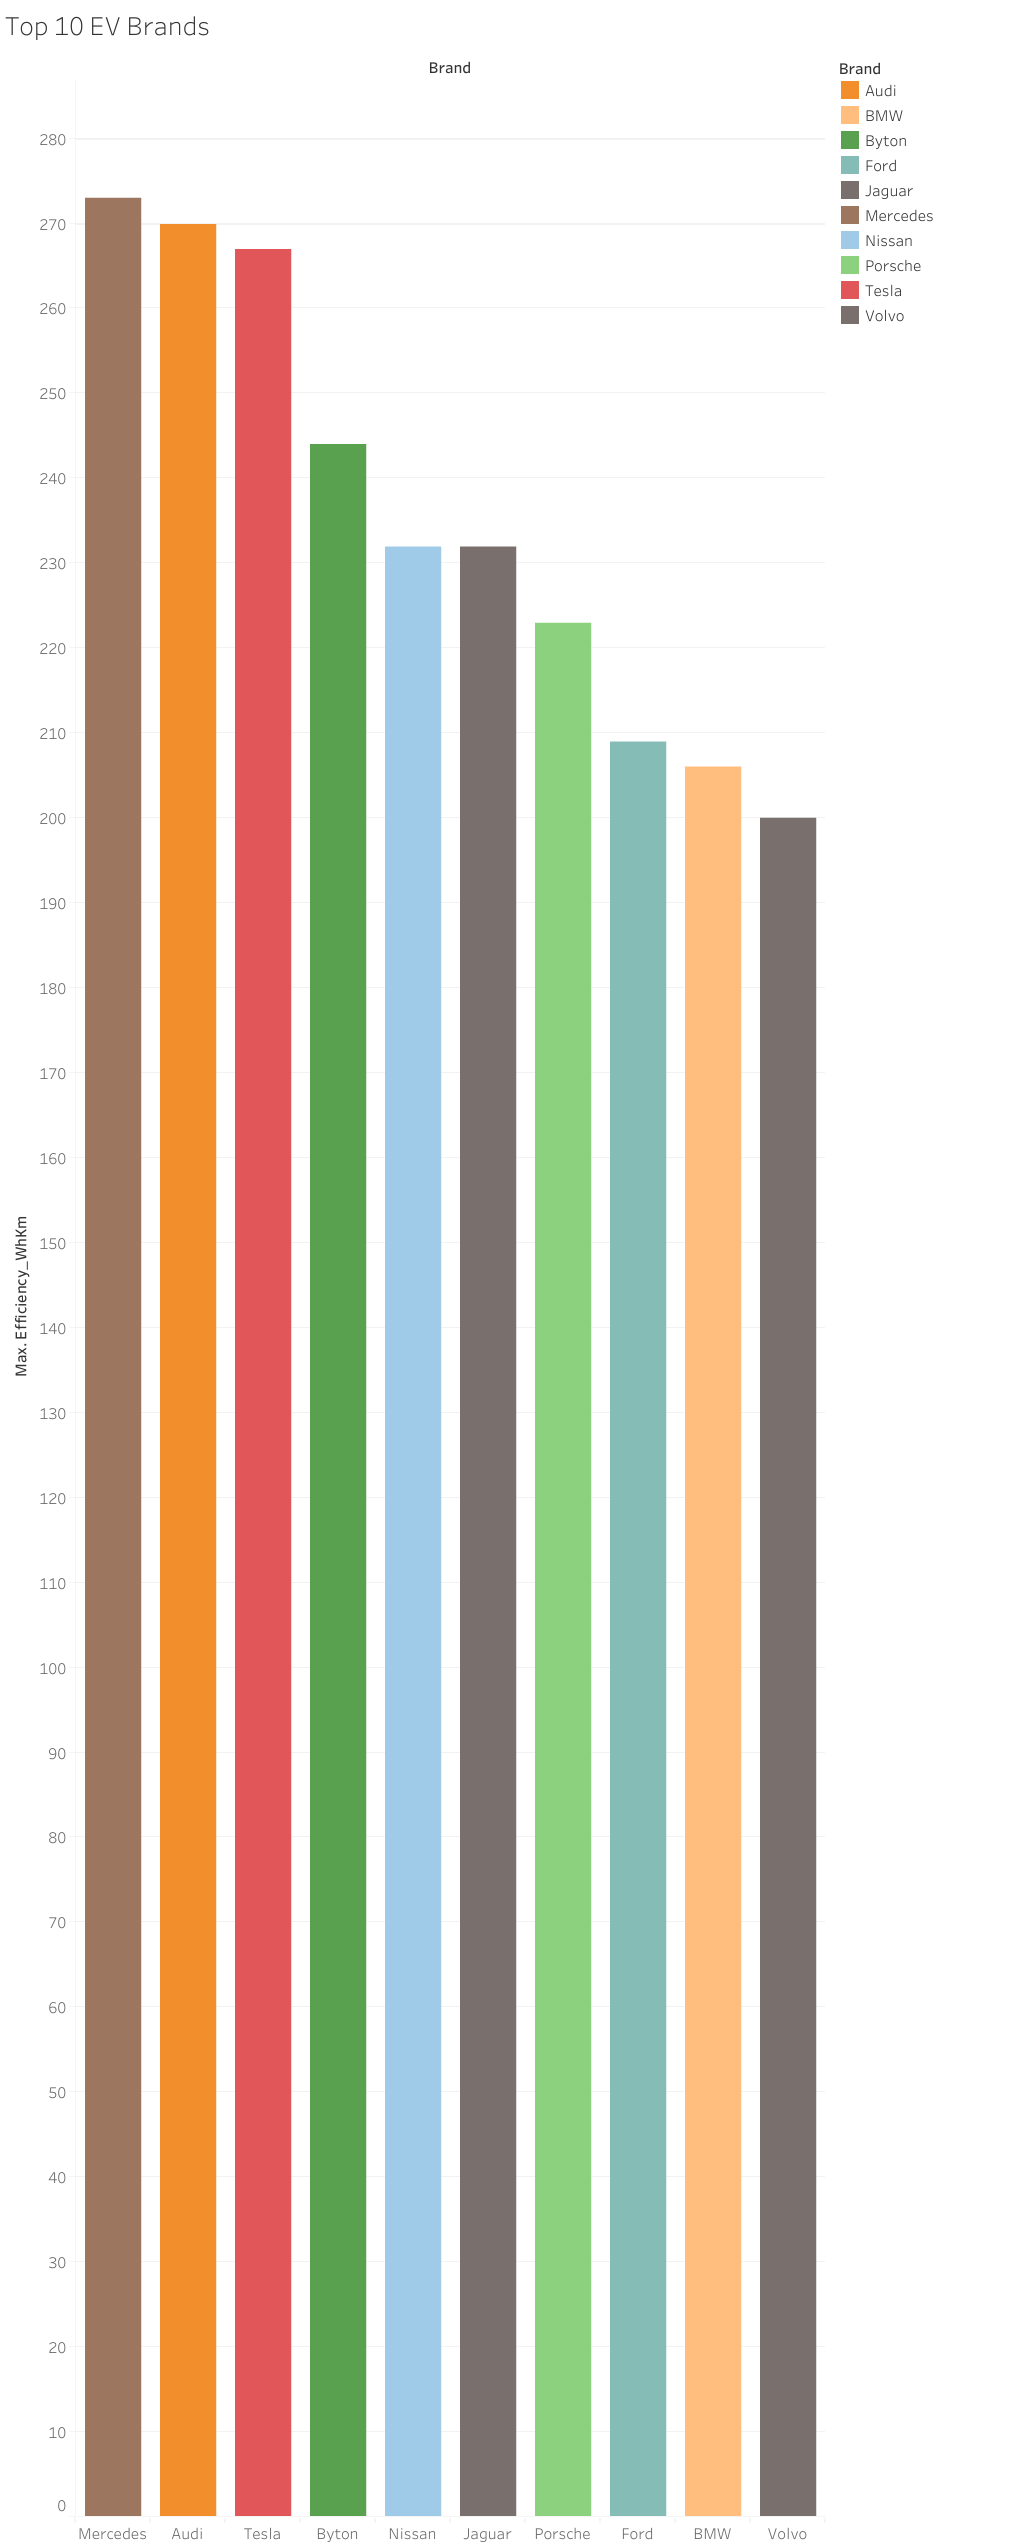 Top 10 EV Brands
Brand
Brand
Audi
BMW
Byton
Ford
Jaguar
Mercedes
Nissan
Porsche
Tesla
Volvo
Max. Efficiency_WhKm
280
270
260
250
240
230
220
210
200
190
180
170
160
150
140
130
120
110
100
90
80
70
60
50
40
30
20
10
0
Mercedes Audi Tesla Byton Nissan Jaguar Porsche Ford BMW Volvo